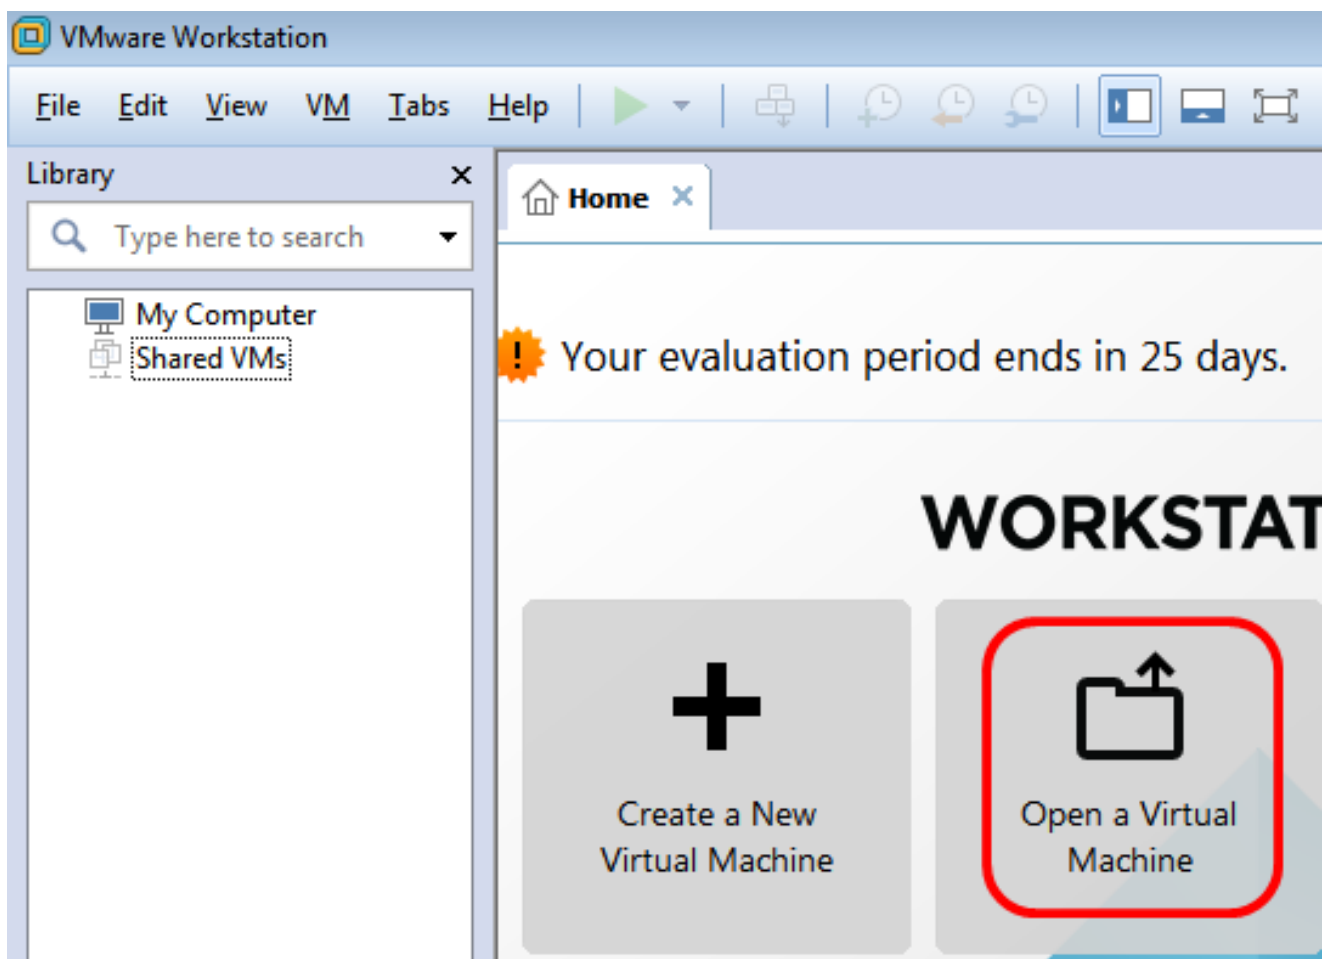 VMware Workstation
File Edit View VM Tabs Help
Library
Home
Type here to search
My Computer
Shared VMs
! Your evaluation period ends in 25 days.
WORKSTAT
Create a New
Virtual Machine
Open a Virtual
Machine